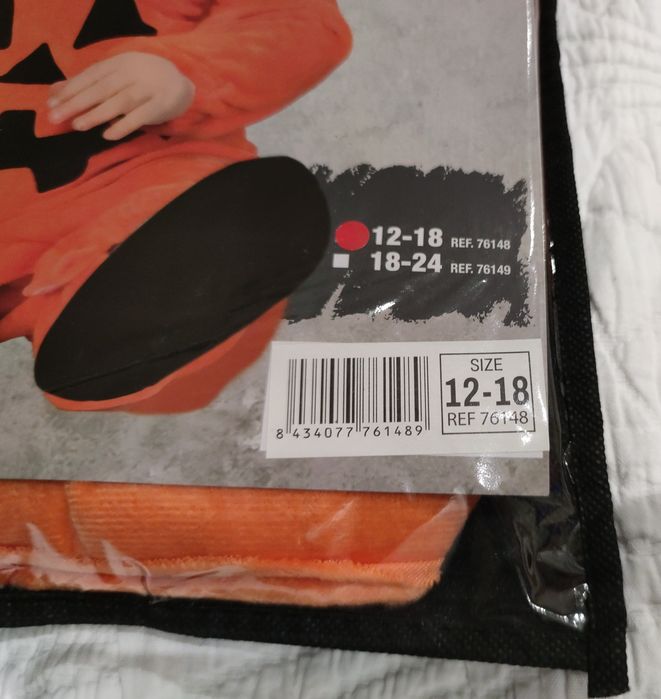 12-18 REF. 76148
18-24 REF. 76149
SIZE
12-18
REF 76148
8 434077 761489